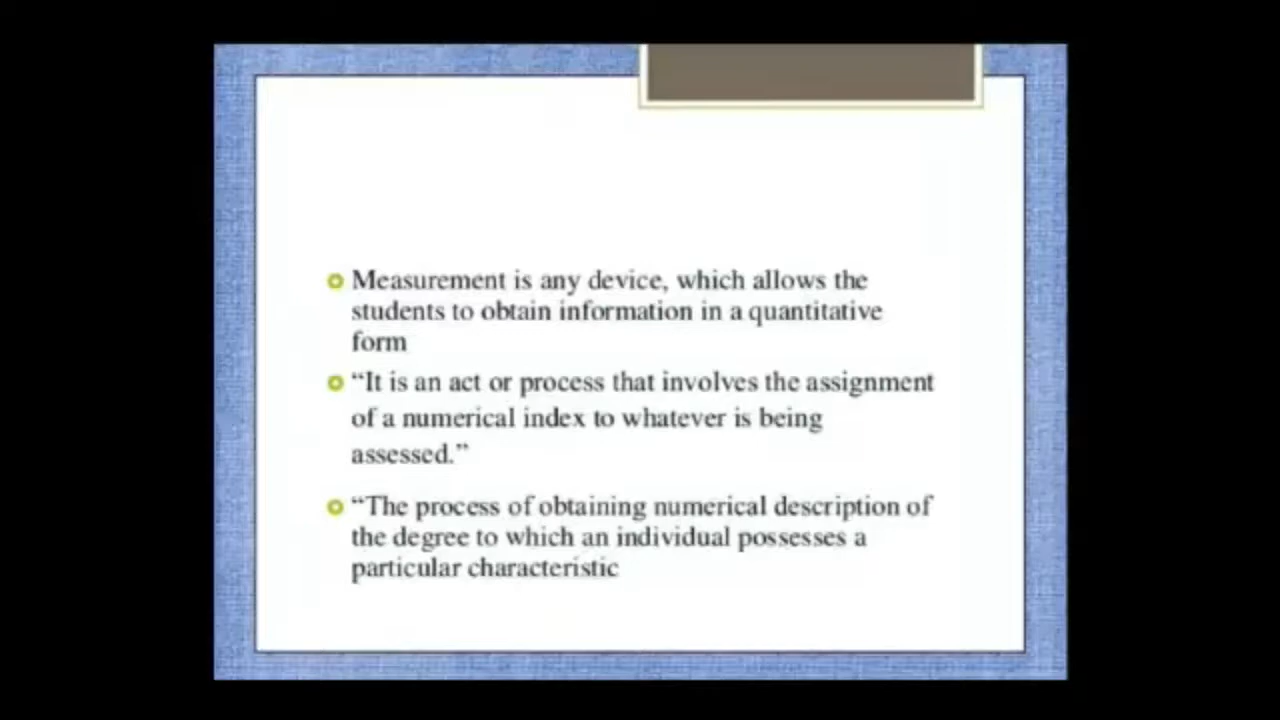 Measurement is any device, which allows the
students to obtain information in a quantitative
form
“It is an act or process that involves the assignment
of a numerical index to whatever is being
assessed.”
“The process of obtaining numerical description of
the degree to which an individual possesses a
particular characteristic